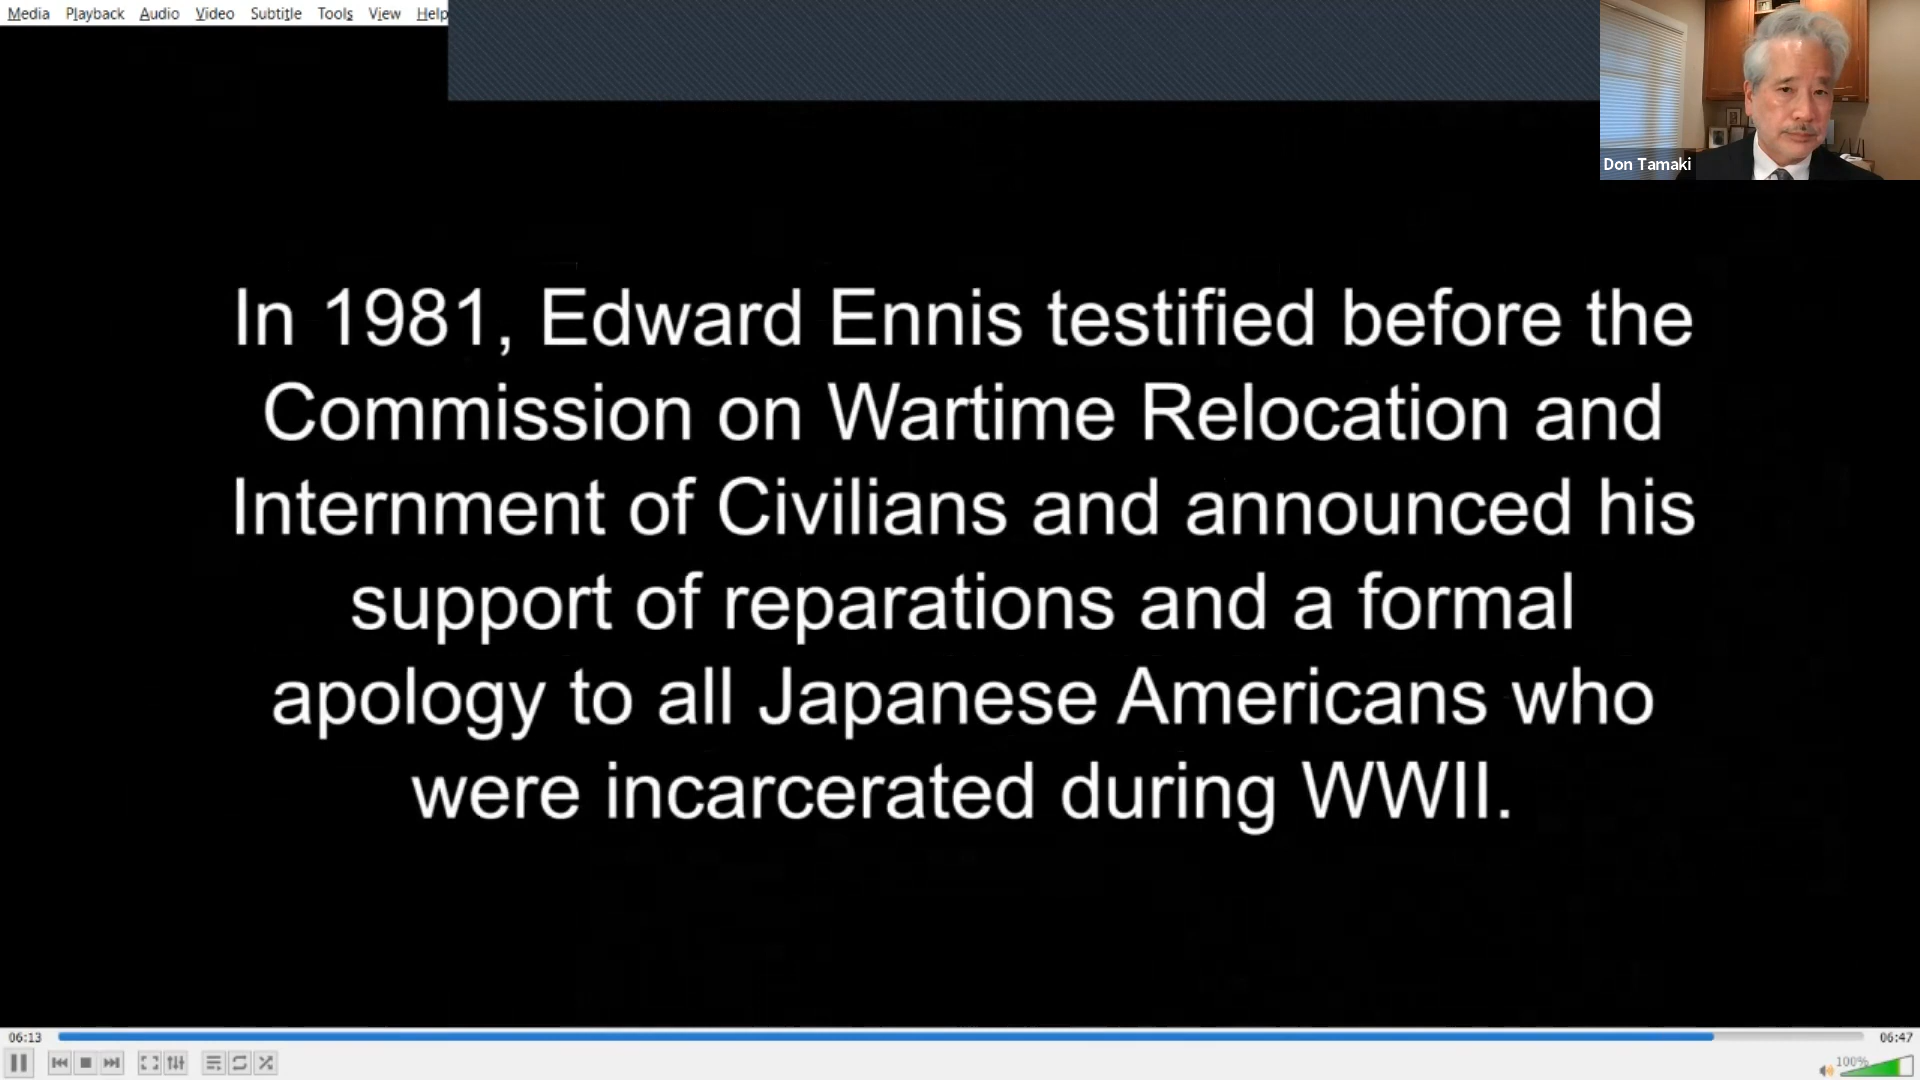 Media Playback Audio Video Subtitle Tools View Help
Don Tamaki
In 1981, Edward Ennis testified before the
Commission on Wartime Relocation and
Internment of Civilians and announced his
support of reparations and a formal
apology to all Japanese Americans who
were incarcerated during WWII.
06:13
06:47
100%